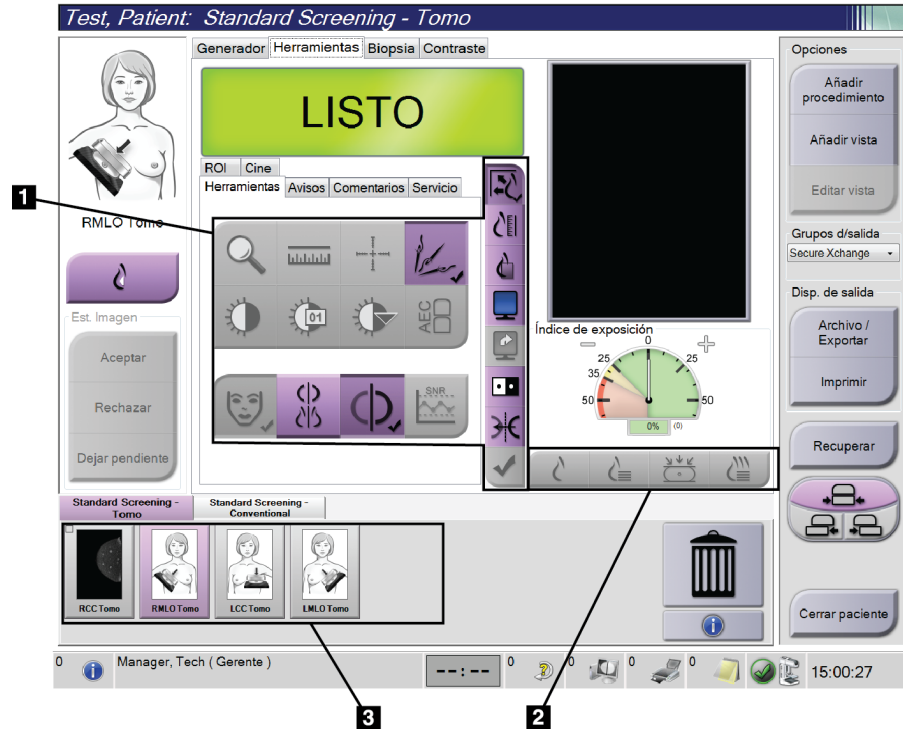 Test, Patient: Standard Screening - Tomo
Generador Herramientas Biopsia Contraste
LISTO
ROI Cine
Herramientas Avisos Comentarios Servicio
1
RMLO Tomo
Est. Imagen
Aceptar
Rechazar
Dejar pendiente
01
AEC
SNR
Índice de exposición
0
25 25
35
50 50
0% (0)
Opciones
Añadir
procedimiento
Añadir vista
Editar vista
Grupos d/salida
Secure Xchange
Disp. de salida
Archivo /
Exportar
Imprimir
Recuperar
Cerrar paciente
Standard Screening -
Tomo
Standard Screening -
Conventional
RCC Tomo RMLO Tomo LCC Tomo LMLO Tomo
0 Manager, Tech ( Gerente ) --:-- 0 0 0 0 15:00:27
3 2